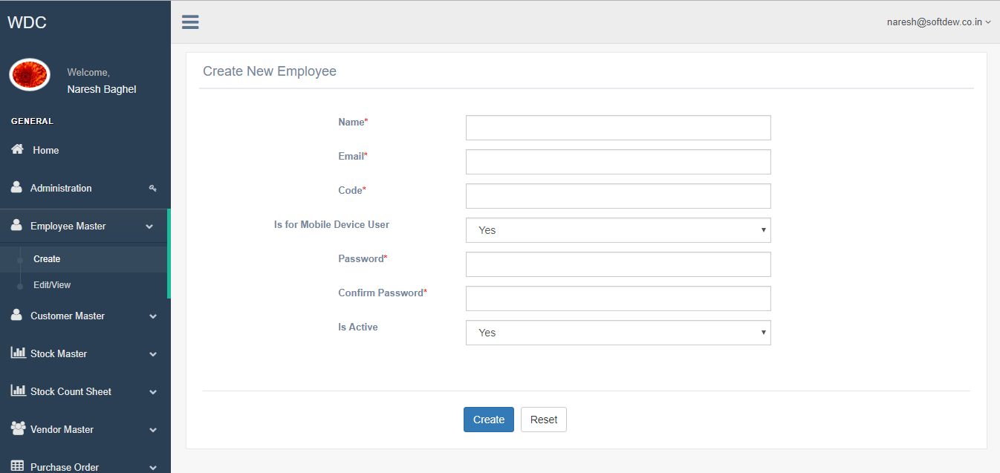 WDC
naresh@softdew.co.in
Welcome,
Naresh Baghel
GENERAL
Home
Administration
Employee Master
Create
Edit/View
Customer Master
Stock Master
Stock Count Sheet
Vendor Master
Purchase Order
Create New Employee
Name*
Email*
Code*
Is for Mobile Device User Yes
Password*
Confirm Password*
Is Active Yes
Create Reset